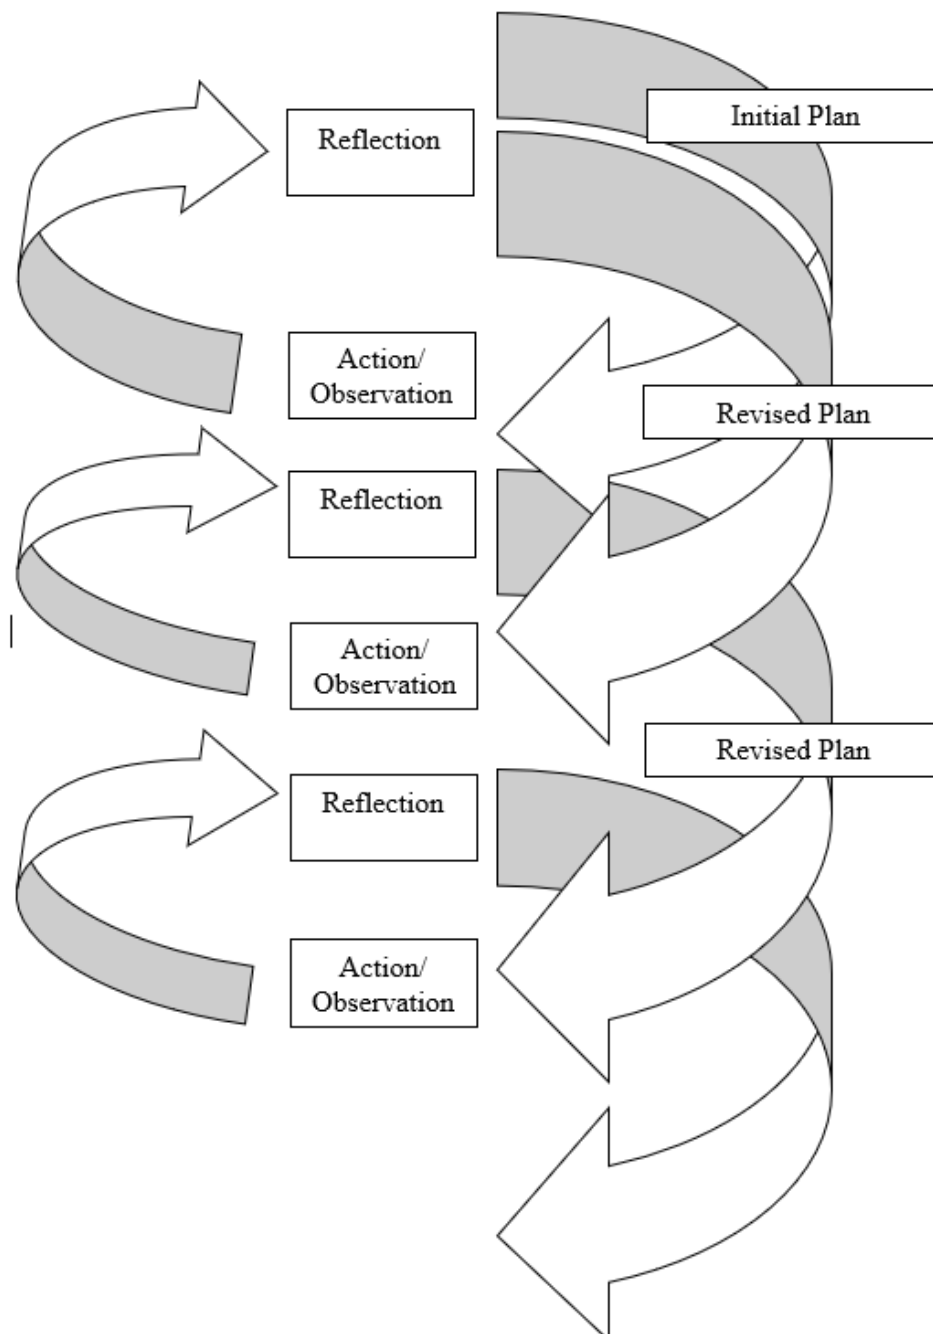 Initial Plan
Reflection
Action/
Observation
Revised Plan
Reflection
Action/
Observation
Revised Plan
Reflection
Action/
Observation